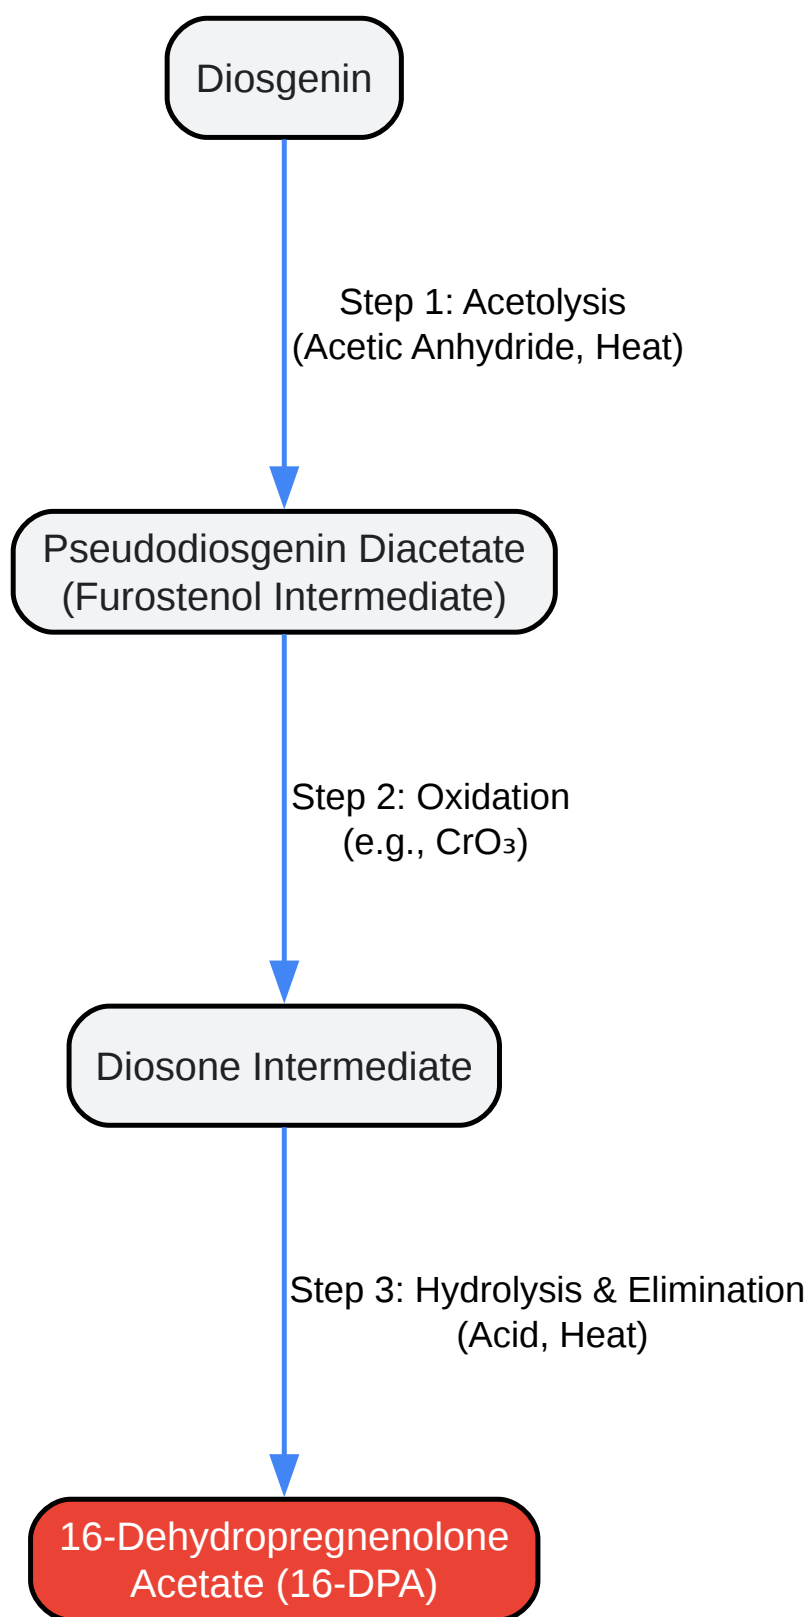 Diosgenin
Step 1: Acetolysis
(Acetic Anhydride, Heat)
Pseudodiosgenin Diacetate
(Furostenol Intermediate)
Step 2: Oxidation
(e.g., CrO₃)
Diosone Intermediate
Step 3: Hydrolysis & Elimination
(Acid, Heat)
16-Dehydropregnenolone
Acetate (16-DPA)